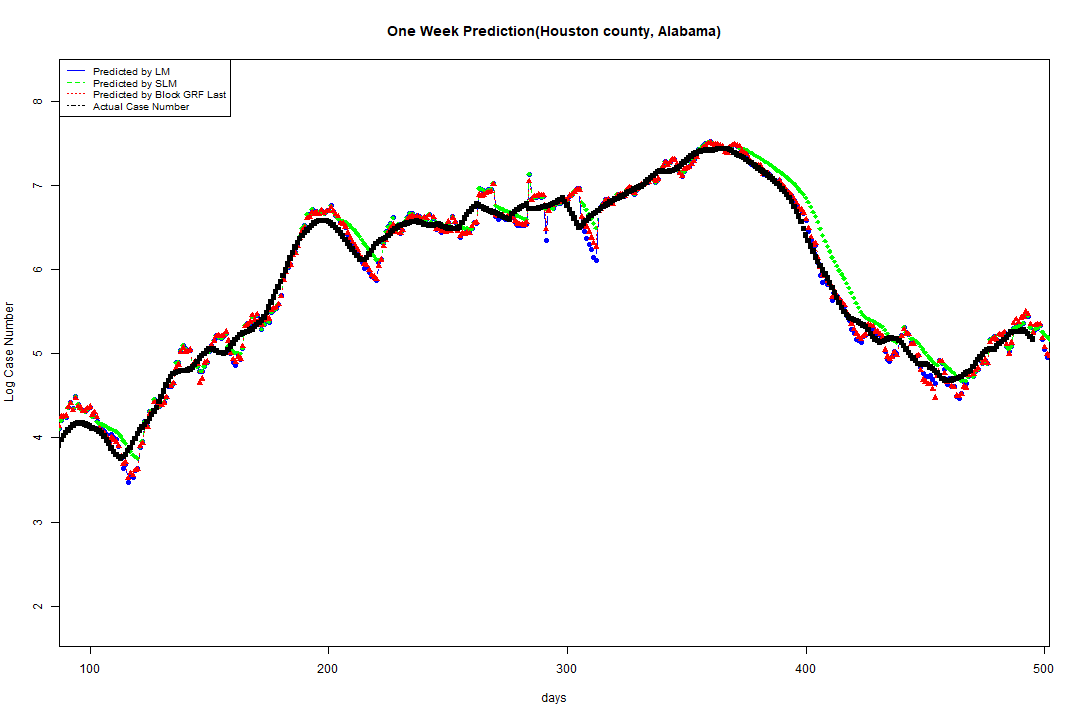 One Week Prediction(Houston county, Alabama)
Predicted by LM
Predicted by SLM
Predicted by Block GRF Last
Actual Case Number
8
7
6
5
4
3
2
Log Case Number
100 200 300 400 500
days